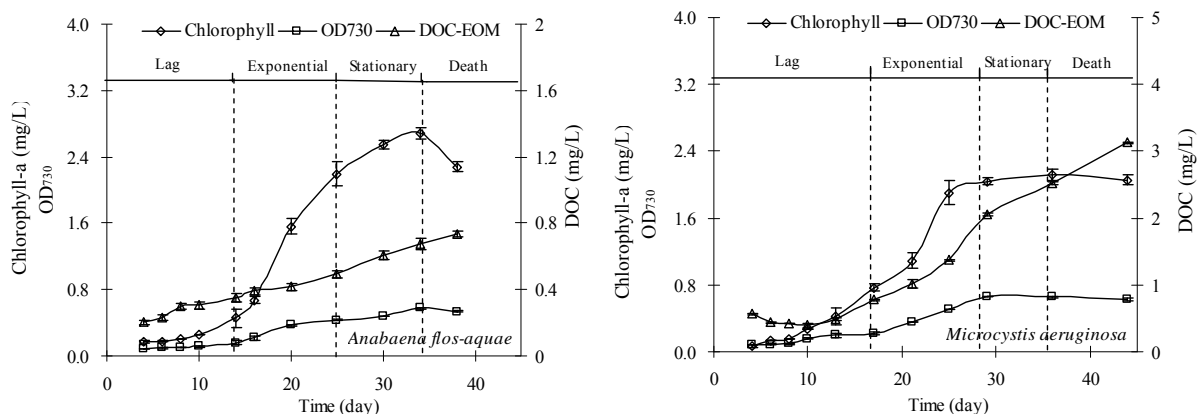 Chlorophyll OD730 DOC-EOM
Lag Exponential Stationary Death
4.0
3.2
2.4
1.6
0.8
0.0
Chlorophyll-a (mg/L)
OD730
2
1.6
1.2
0.8
0.4
0
DOC (mg/L)
Anabaena flos-aquae
0 10 20 30 40
Time (day)
Chlorophyll OD730 DOC-EOM
Lag Exponential Stationary Death
4.0
3.2
2.4
1.6
0.8
0.0
Chlorophyll-a (mg/L)
OD730
5
4
3
2
1
0
DOC (mg/L)
Microcystis aeruginosa
0 10 20 30 40
Time (day)